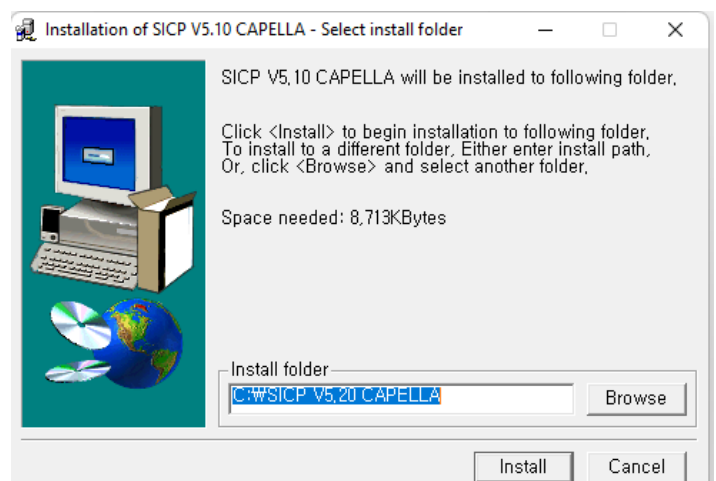 Installation of SICP V5.10 CAPELLA - Select install folder
SICP V5,10 CAPELLA will be installed to following folder,
Click <Install> to begin installation to following folder,
To install to a different folder, Either enter install path,
Or, click <Browse> and select another folder,
Space needed: 8,713KBytes
Install folder
C:₩SICP V5,20 CAPELLA
Browse
Install
Cancel